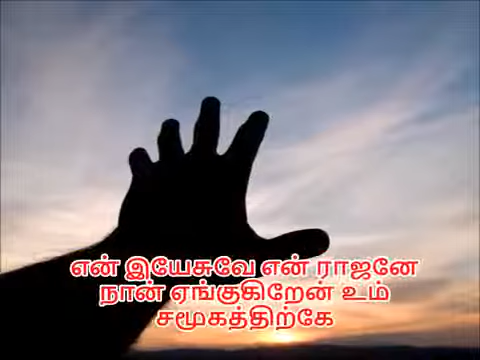 என் இயேசுவே என் ராஜனே
நான் ஏங்குகிறேன் உம்
சமூகத்திற்கே